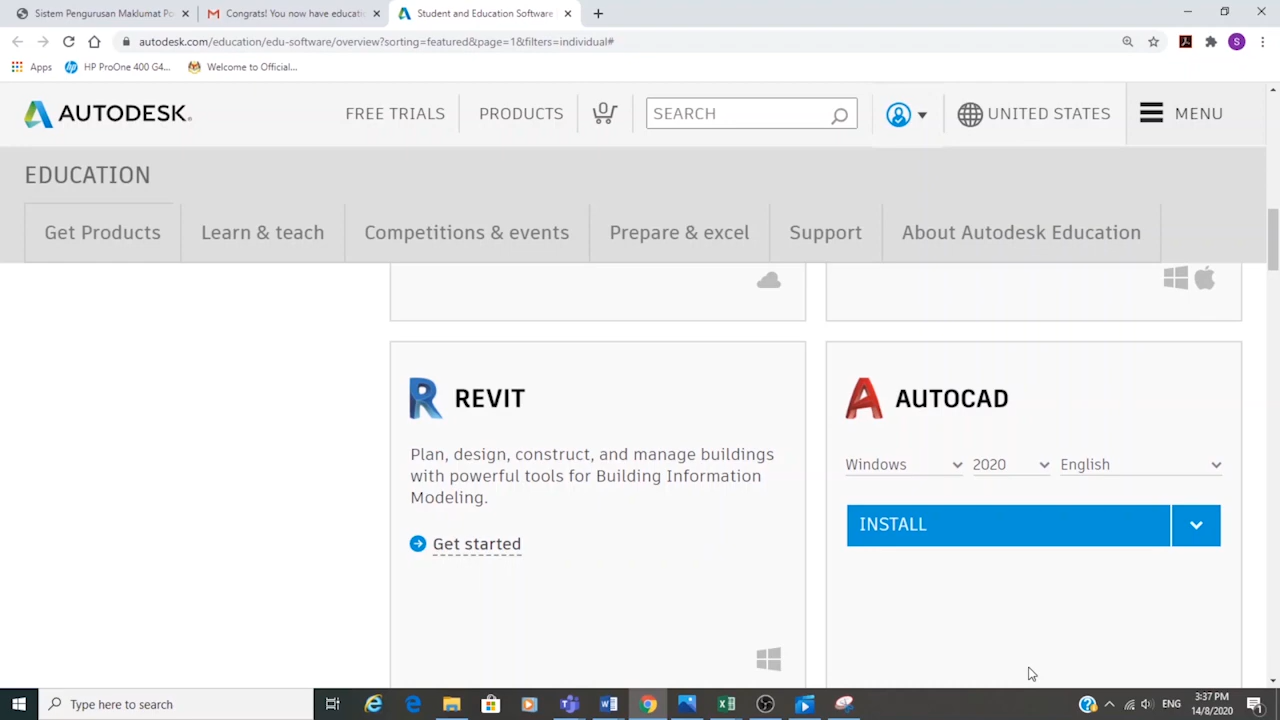 Sistem Pengurusan Maklumat Po
Congrats! You now have educati
Student and Education Software
autodesk.com/education/edu-software/overview?sorting=featured&page=1&filters=individual#
S
Apps
HP ProOne 400 G4...
Welcome to Official...
AUTODESK.
FREE TRIALS
PRODUCTS
0
SEARCH
UNITED STATES
MENU
EDUCATION
Get Products
Learn & teach
Competitions & events
Prepare & excel
Support
About Autodesk Education
REVIT
Plan, design, construct, and manage buildings
with powerful tools for Building Information
Modeling.
Get started
AUTOCAD
Windows
2020
English
INSTALL
Type here to search
ENG
3:37 PM
14/8/2020